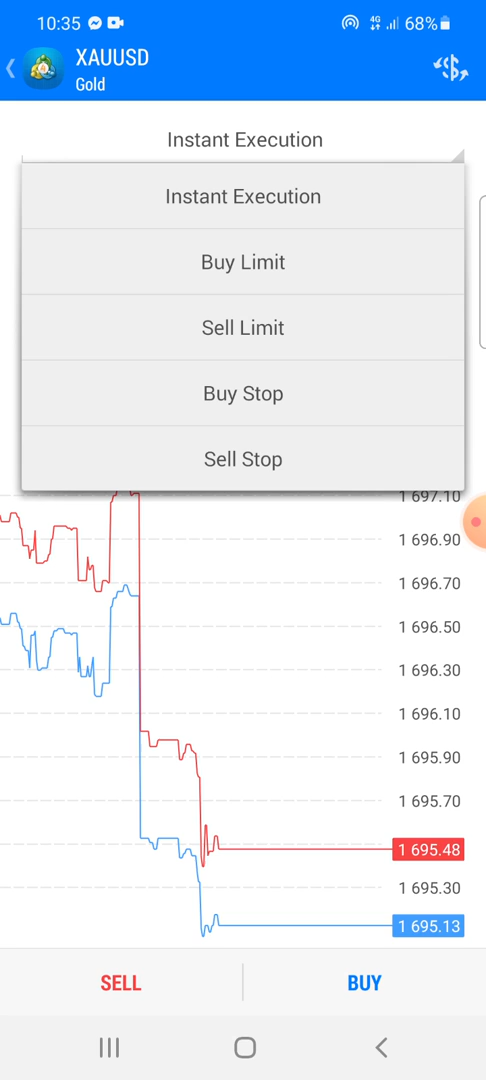 10:35 4G 68%
XAUUSD
Gold
Instant Execution
Instant Execution
Buy Limit
Sell Limit
Buy Stop
Sell Stop
1 697.10
1 696.90
1 696.70
1 696.50
1 696.30
1 696.10
1 695.90
1 695.70
1 695.48
1 695.30
1 695.13
SELL BUY